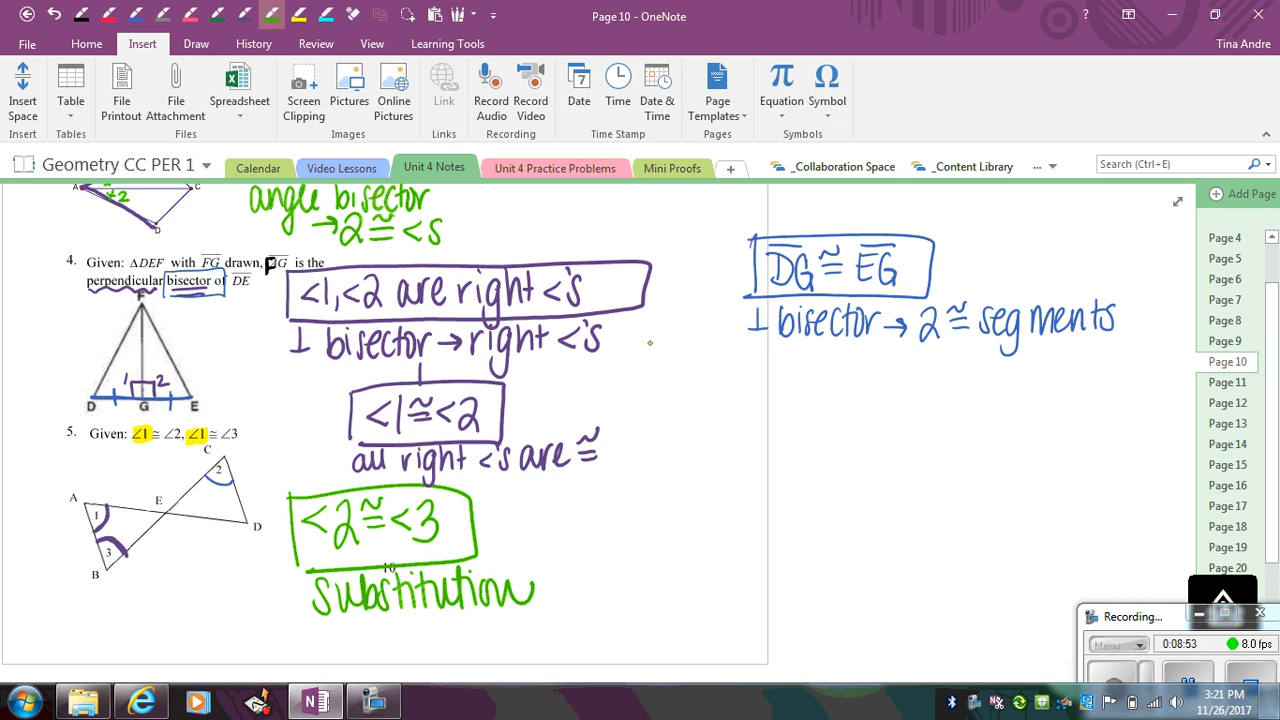 Page 10 - OneNote
?
Tina Andre
File Home Insert Draw History Review View Learning Tools
Insert Space
Table
File Printout
File Attachment
Spreadsheet
Screen Clipping
Pictures
Online Pictures
Link
Record Audio
Record Video
Date
Time
Date & Time
Page Templates
Equation
Symbol
Insert Tables Files Images Links Recording Time Stamp Pages Symbols
Geometry CC PER 1
Calendar Video Lessons Unit 4 Notes Unit 4 Practice Problems Mini Proofs +
_Collaboration Space _Content Library ...
Search (Ctrl+E)
C
D
angle bisector
→ 2 ≅ <s
4. Given: ΔDEF with FG drawn, FG is the
perpendicular bisector of DE
F
1 2
D G E
<1, <2 are right <'s
⊥ bisector → right <'s
<1 ≅ <2
all right <'s are ≅
DG ≅ EG
⊥ bisector → 2 ≅ segments
5. Given: ∠1 ≅ ∠2, ∠1 ≅ ∠3
C
2
A E
1
D
3
B
<2 ≅ <3
10
substitution
Add Page
Page 4
Page 5
Page 6
Page 7
Page 8
Page 9
Page 10
Page 11
Page 12
Page 13
Page 14
Page 15
Page 16
Page 17
Page 18
Page 19
Page 20
Recording...
Menu
0:08:53
8.0 fps
3:21 PM
11/26/2017